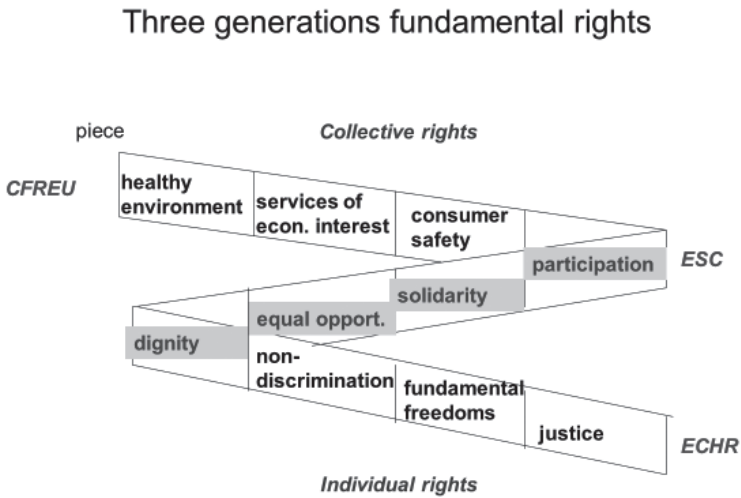 Three generations fundamental rights
piece
Collective rights
CFREU
healthy
environment
services of
econ. interest
consumer
safety
participation
ESC
solidarity
equal opport.
dignity
non-
discrimination
fundamental
freedoms
justice
ECHR
Individual rights